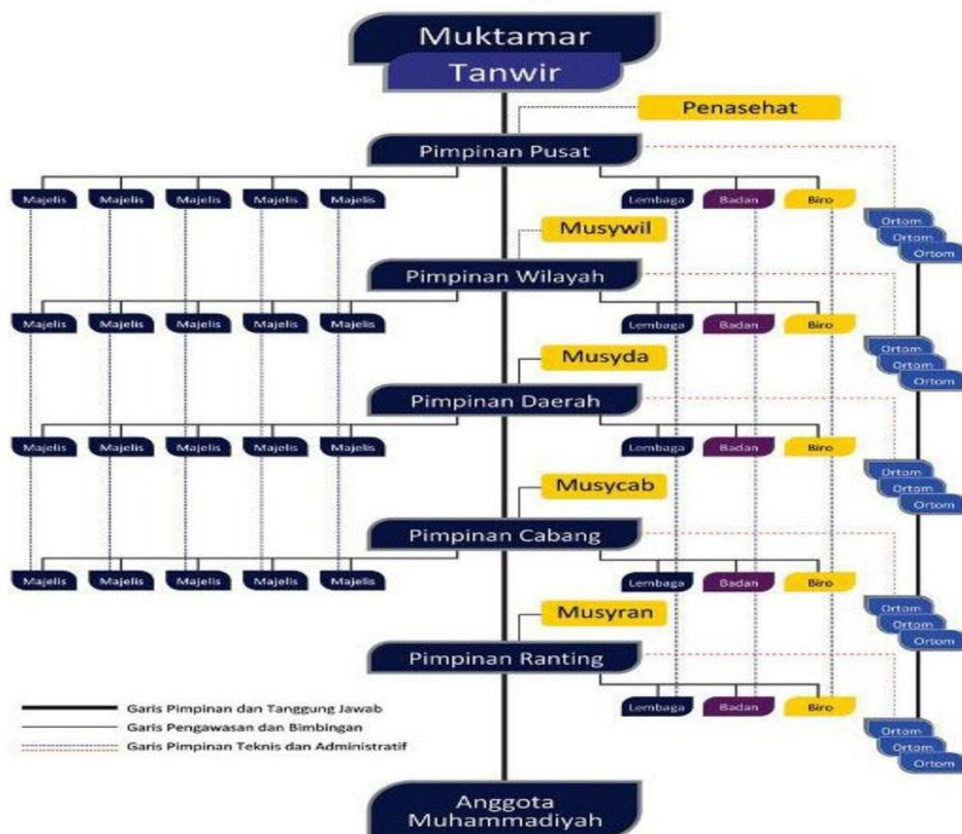 Muktamar
Tanwir
Penasehat
Pimpinan Pusat
Majelis Majelis Majelis Majelis Majelis Lembaga Badan Biro
Ortom
Ortom
Ortom
Musywil
Pimpinan Wilayah
Majelis Majelis Majelis Majelis Majelis Lembaga Badan Biro
Ortom
Ortom
Ortom
Musyda
Pimpinan Daerah
Majelis Majelis Majelis Majelis Majelis Lembaga Badan Biro
Ortom
Ortom
Ortom
Musycab
Pimpinan Cabang
Majelis Majelis Majelis Majelis Majelis Lembaga Badan Biro
Ortom
Ortom
Ortom
Musyran
Pimpinan Ranting
Lembaga Badan Biro
Ortom
Ortom
Ortom
Garis Pimpinan dan Tanggung Jawab
Garis Pengawasan dan Bimbingan
Garis Pimpinan Teknis dan Administratif
Anggota
Muhammadiyah